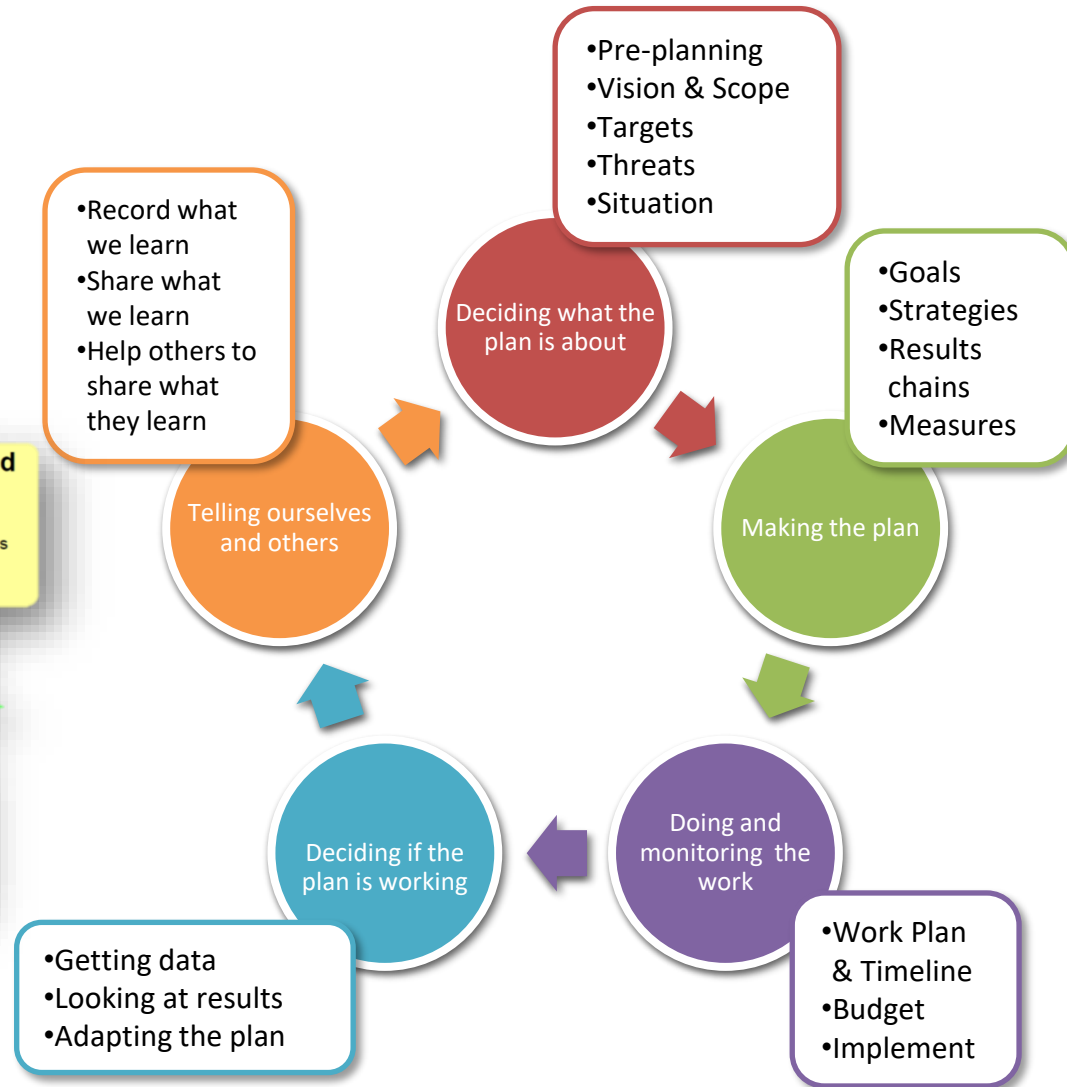 •Pre-planning
•Vision & Scope
•Targets
•Threats
•Situation
Deciding what the
plan is about
•Goals
•Strategies
•Results
chains
•Measures
Making the plan
Doing and
monitoring the
work
•Work Plan
& Timeline
•Budget
•Implement
Deciding if the
plan is working
•Getting data
•Looking at results
•Adapting the plan
Telling ourselves
and others
•Record what
we learn
•Share what
we learn
•Help others to
share what
they learn